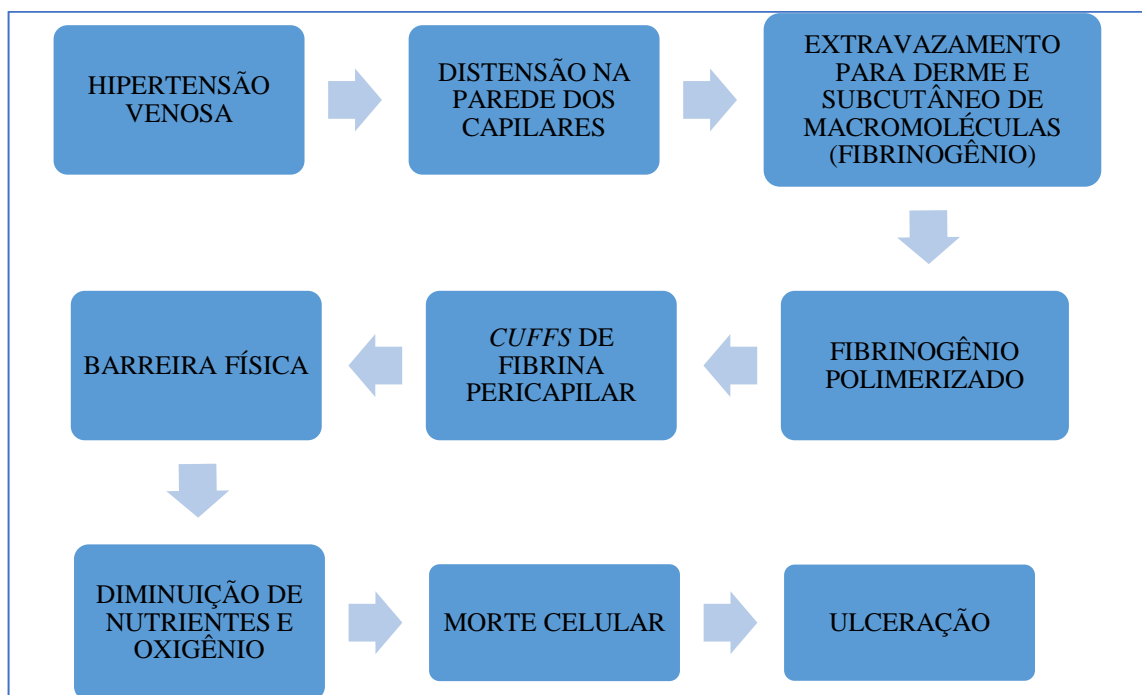 HIPERTENSÃO
VENOSA
DISTENSÃO NA
PAREDE DOS
CAPILARES
EXTRAVAZAMENTO
PARA DERME E
SUBCUTÂNEO DE
MACROMOLÉCULAS
(FIBRINOGÊNIO)
FIBRINOGÊNIO
POLIMERIZADO
CUFFS DE
FIBRINA
PERICAPILAR
BARREIRA FÍSICA
DIMINUIÇÃO DE
NUTRIENTES E
OXIGÊNIO
MORTE CELULAR
ULCERAÇÃO